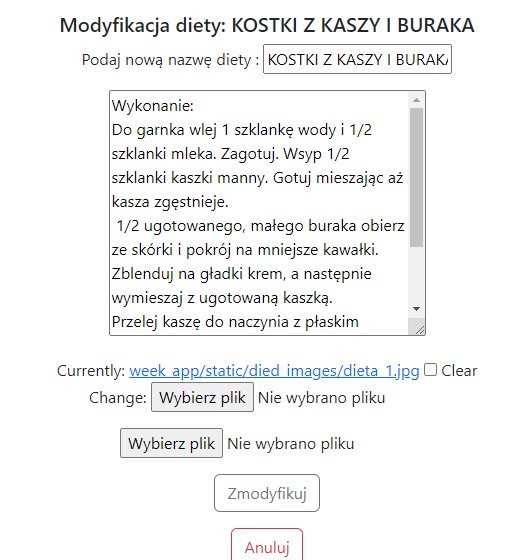 Modyfikacja diety: KOSTKI Z KASZY I BURAKA
Podaj nową nazwę diety : KOSTKI Z KASZY I BURAKA
Wykonanie:
Do garnka wlej 1 szklankę wody i 1/2
szklanki mleka. Zagotuj. Wsyp 1/2
szklanki kaszki manny. Gotuj mieszając aż
kasza zgęstnieje.
1/2 ugotowanego, małego buraka obierz
ze skórki i pokrój na mniejsze kawałki.
Zblenduj na gładki krem, a następnie
wymieszaj z ugotowaną kaszką.
Przelej kaszę do naczynia z płaskim
Currently: week_app/static/died_images/dieta_1.jpg Clear
Change: Wybierz plik Nie wybrano pliku
Wybierz plik Nie wybrano pliku
Zmodyfikuj
Anuluj